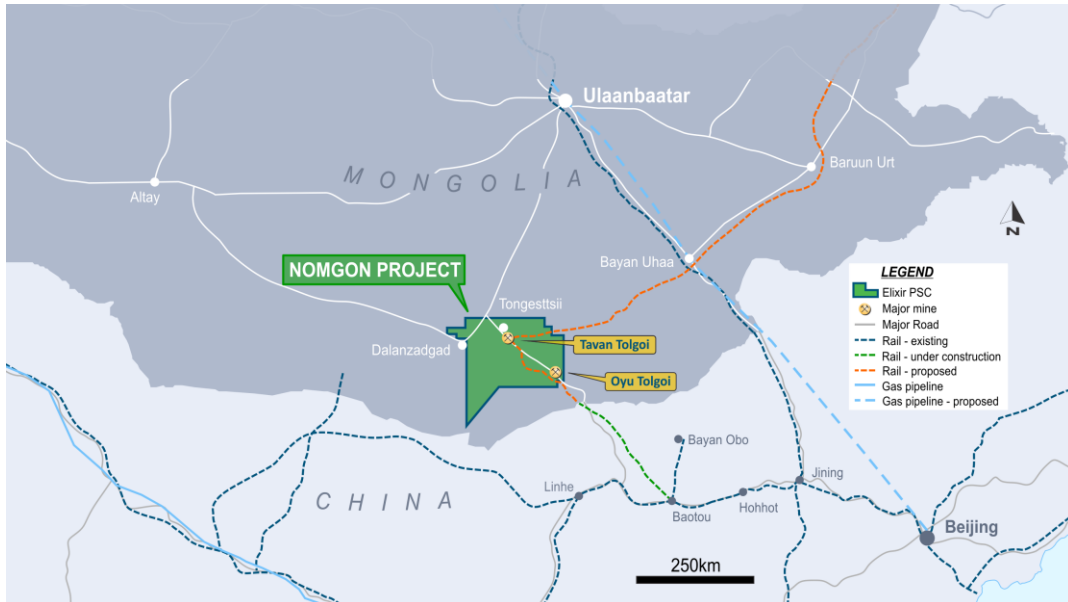 Ulaanbaatar
Baruun Urt
MONGOLIA
Altay
Bayan Uhaa
NOMGON PROJECT
Tongesttsii
Dalanzadgad
Tavan Tolgoi
Oyu Tolgoi
N
LEGEND
Elixir PSC
Major mine
Major Road
Rail - existing
Rail - under construction
Rail - proposed
Gas pipeline
Gas pipeline - proposed
Bayan Obo
CHINA
Linhe
Baotou
Hohhot
Jining
Beijing
250km